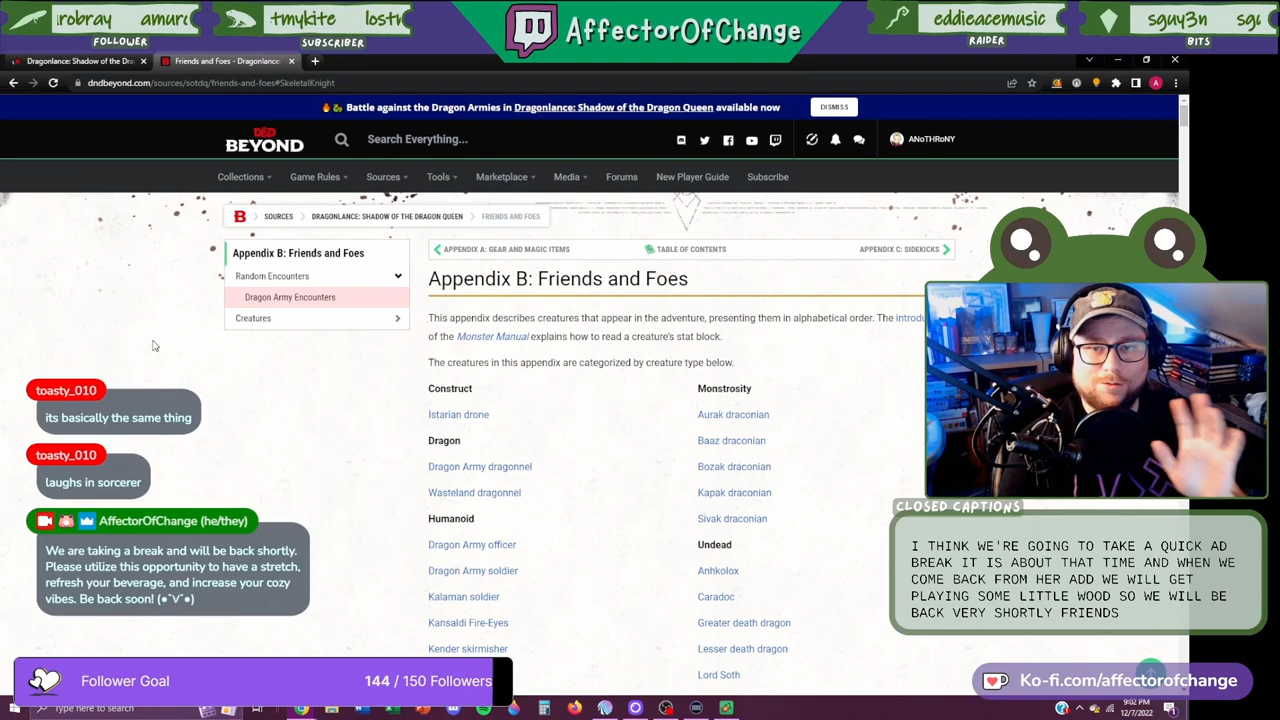 robray amuro
FOLLOWER
tmykite lostu
SUBSCRIBER
AffectorOfChange
eddieacemusic
RAIDER
sguy3n sgu
BITS
Dragonlance: Shadow of the Dra
Friends and Foes - Dragonlance:
dndbeyond.com/sources/sotdq/friends-and-foes#SkeletalKnight
A
Battle against the Dragon Armies in Dragonlance: Shadow of the Dragon Queen available now
DISMISS
D&D
BEYOND
Search Everything...
ANoTHRoNY
Collections
Game Rules
Sources
Tools
Marketplace
Media
Forums
New Player Guide
Subscribe
B
SOURCES
DRAGONLANCE: SHADOW OF THE DRAGON QUEEN
FRIENDS AND FOES
Appendix B: Friends and Foes
Random Encounters
Dragon Army Encounters
Creatures
APPENDIX A: GEAR AND MAGIC ITEMS
TABLE OF CONTENTS
APPENDIX C: SIDEKICKS
Appendix B: Friends and Foes
This appendix describes creatures that appear in the adventure, presenting them in alphabetical order. The introdu
of the Monster Manual explains how to read a creature's stat block.
The creatures in this appendix are categorized by creature type below.
Construct
Istarian drone
Dragon
Dragon Army dragonnel
Wasteland dragonnel
Humanoid
Dragon Army officer
Dragon Army soldier
Kalaman soldier
Kansaldi Fire-Eyes
Kender skirmisher
Monstrosity
Aurak draconian
Baaz draconian
Bozak draconian
Kapak draconian
Sivak draconian
Undead
Anhkolox
Caradoc
Greater death dragon
Lesser death dragon
Lord Soth
toasty_010
its basically the same thing
toasty_010
laughs in sorcerer
AffectorOfChange (he/they)
We are taking a break and will be back shortly.
Please utilize this opportunity to have a stretch,
refresh your beverage, and increase your cozy
vibes. Be back soon! (●˘v˘●)
CLOSED CAPTIONS
I THINK WE'RE GOING TO TAKE A QUICK AD
BREAK IT IS ABOUT THAT TIME AND WHEN WE
COME BACK FROM HER ADD WE WILL GET
PLAYING SOME LITTLE WOOD SO WE WILL BE
BACK VERY SHORTLY FRIENDS
Follower Goal
144 / 150 Followers
Ko-fi.com/affectorofchange
Type here to search
9:02 PM
12/7/2022